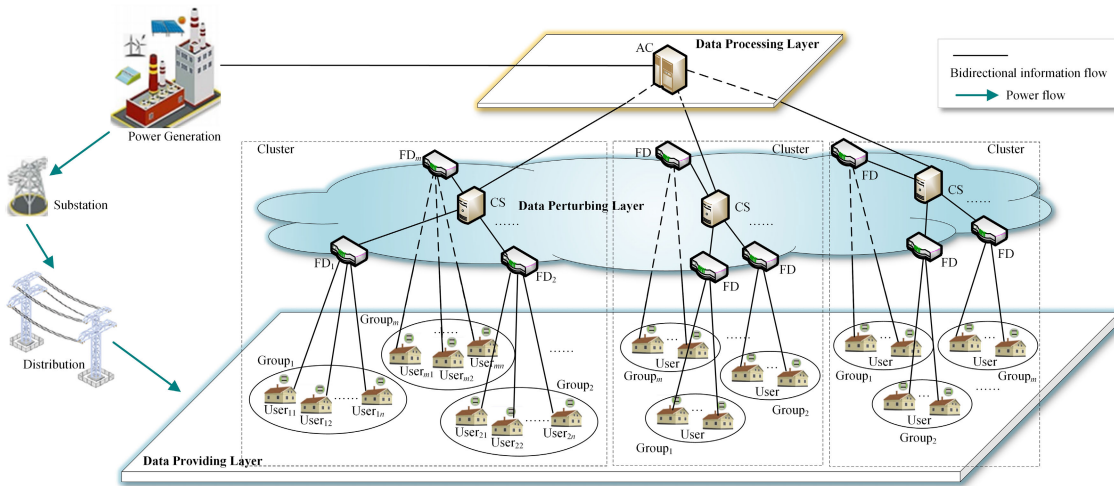 AC
Data Processing Layer
Bidirectional information flow
Power flow
Power Generation
Substation
Distribution
Cluster
FDₘ
CS
......
Data Perturbing Layer
FD₁
FD₂
Cluster
FD
CS
......
FD
FD
Cluster
FD
CS
......
FD
FD
Groupₘ
......
Userₘ₁
Userₘ₂
Userₘₙ
Group₁
User₁₁
User₁₂
......
User₁ₙ
Group₂
......
User₂₁
User₂₂
......
User₂ₙ
......
...
User
Groupₘ
...
User
Group₂
...
User
Group₁
...
User
Group₁
...
User
Groupₘ
......
...
User
Group₂
Data Providing Layer